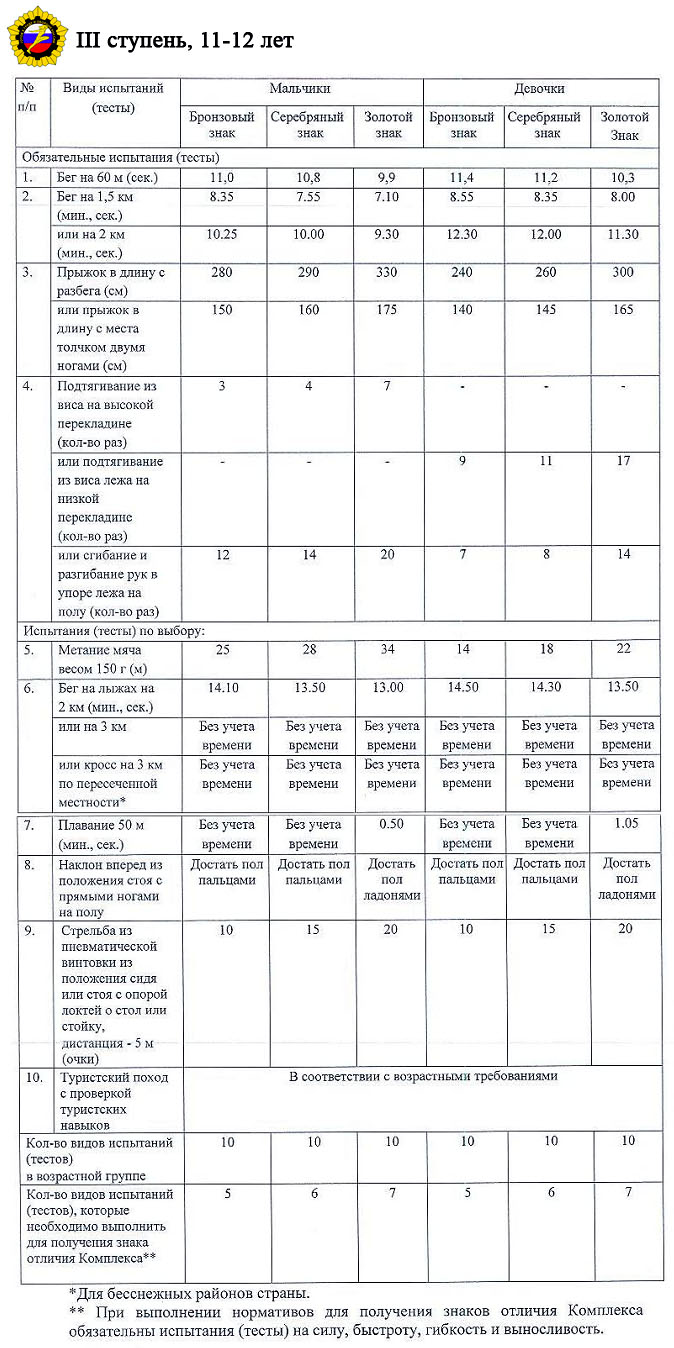 III ступень, 11-12 лет
№ п/п Виды испытаний (тесты) Мальчики Девочки
Бронзовый знак Серебряный знак Золотой знак Бронзовый знак Серебряный знак Золотой Знак
Обязательные испытания (тесты)
1. Бег на 60 м (сек.) 11,0 10,8 9,9 11,4 11,2 10,3
2. Бег на 1,5 км 8.35 7.55 7.10 8.55 8.35 8.00
(мин., сек.)
или на 2 км 10.25 10.00 9.30 12.30 12.00 11.30
(мин., сек.)
3. Прыжок в длину с 280 290 330 240 260 300
разбега (см)
или прыжок в 150 160 175 140 145 165
длину с места
толчком двумя
ногами (см)
4. Подтягивание из 3 4 7 - - -
виса на высокой
перекладине
(кол-во раз)
или подтягивание - - - 9 11 17
из виса лежа на
низкой
перекладине
(кол-во раз)
или сгибание и 12 14 20 7 8 14
разгибание рук в
упоре лежа на
полу (кол-во раз)
Испытания (тесты) по выбору:
5. Метание мяча 25 28 34 14 18 22
весом 150 г (м)
6. Бег на лыжах на 14.10 13.50 13.00 14.50 14.30 13.50
2 км (мин., сек.)
или на 3 км Без учета Без учета Без учета Без учета Без учета Без учета
времени времени времени времени времени времени
или кросс на 3 км Без учета Без учета Без учета Без учета Без учета Без учета
по пересеченной времени времени времени времени времени времени
местности*
7. Плавание 50 м Без учета Без учета 0.50 Без учета Без учета 1.05
(мин., сек.) времени времени времени времени
8. Наклон вперед из Достать пол Достать пол Достать Достать пол Достать пол Достать
положения стоя с пальцами пальцами пол пальцами пальцами пол
прямыми ногами ладонями ладонями
на полу
9. Стрельба из 10 15 20 10 15 20
пневматической
винтовки из
положения сидя
или стоя с опорой
локтей о стол или
стойку,
дистанция - 5 м
(очки)
10. Туристский поход В соответствии с возрастными требованиями
с проверкой
туристских
навыков
Кол-во видов испытаний 10 10 10 10 10 10
(тестов)
в возрастной группе
Кол-во видов испытаний 5 6 7 5 6 7
(тестов), которые
необходимо выполнить
для получения знака
отличия Комплекса**
*Для бесснежных районов страны.
** При выполнении нормативов для получения знаков отличия Комплекса
обязательны испытания (тесты) на силу, быстроту, гибкость и выносливость.